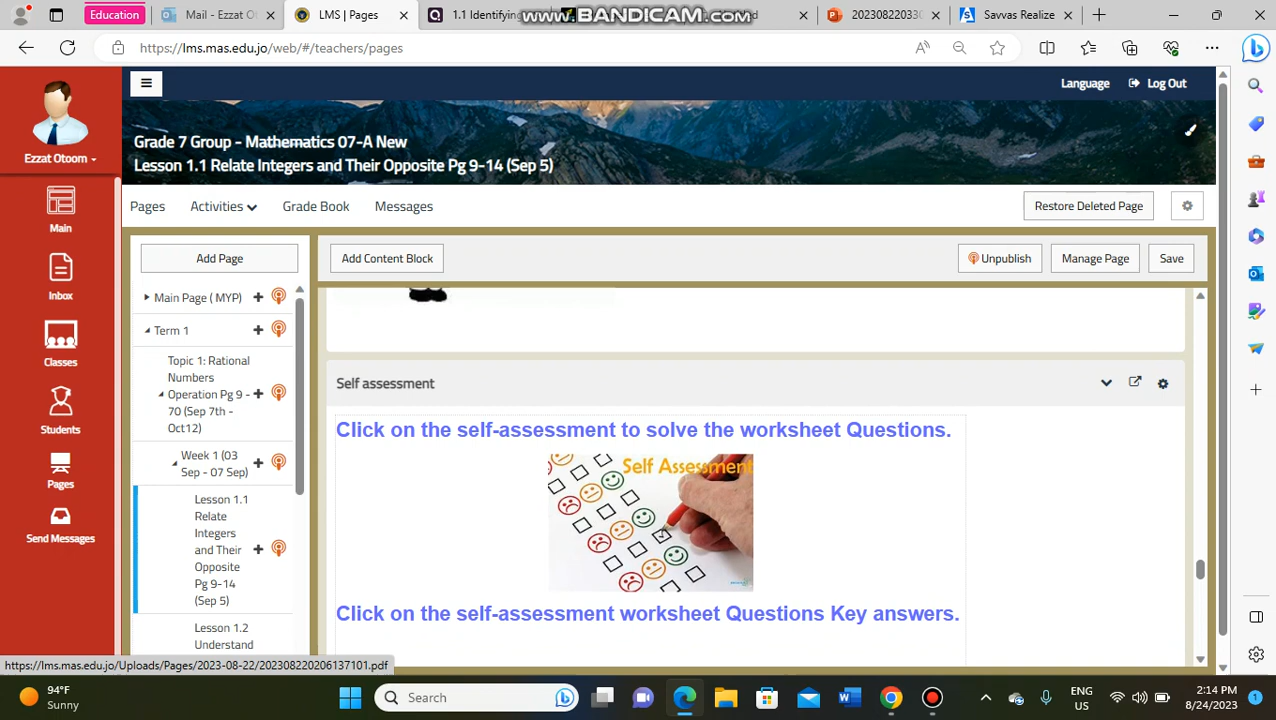 Education
Mail - Ezzat Ot
LMS | Pages
1.1 Identifying
www.BANDICAM.com
d
2023082203
Savvas Realize
https://lms.mas.edu.jo/web/#/teachers/pages
Language
Log Out
Grade 7 Group - Mathematics 07-A New
Lesson 1.1 Relate Integers and Their Opposite Pg 9-14 (Sep 5)
Ezzat Otoom
Pages
Activities
Grade Book
Messages
Restore Deleted Page
Main
Inbox
Classes
Students
Pages
Send Messages
Add Page
Add Content Block
Unpublish
Manage Page
Save
Main Page ( MYP)
Term 1
Topic 1: Rational
Numbers
Operation Pg 9 -
70 (Sep 7th -
Oct12)
Week 1 (03
Sep - 07 Sep)
Lesson 1.1
Relate
Integers
and Their
Opposite
Pg 9-14
(Sep 5)
Lesson 1.2
Understand
Self assessment
Click on the self-assessment to solve the worksheet Questions.
Self Assessment
Click on the self-assessment worksheet Questions Key answers.
https://lms.mas.edu.jo/Uploads/Pages/2023-08-22/202308220206137101.pdf
94°F
Sunny
Search
ENG
US
2:14 PM
8/24/2023
1